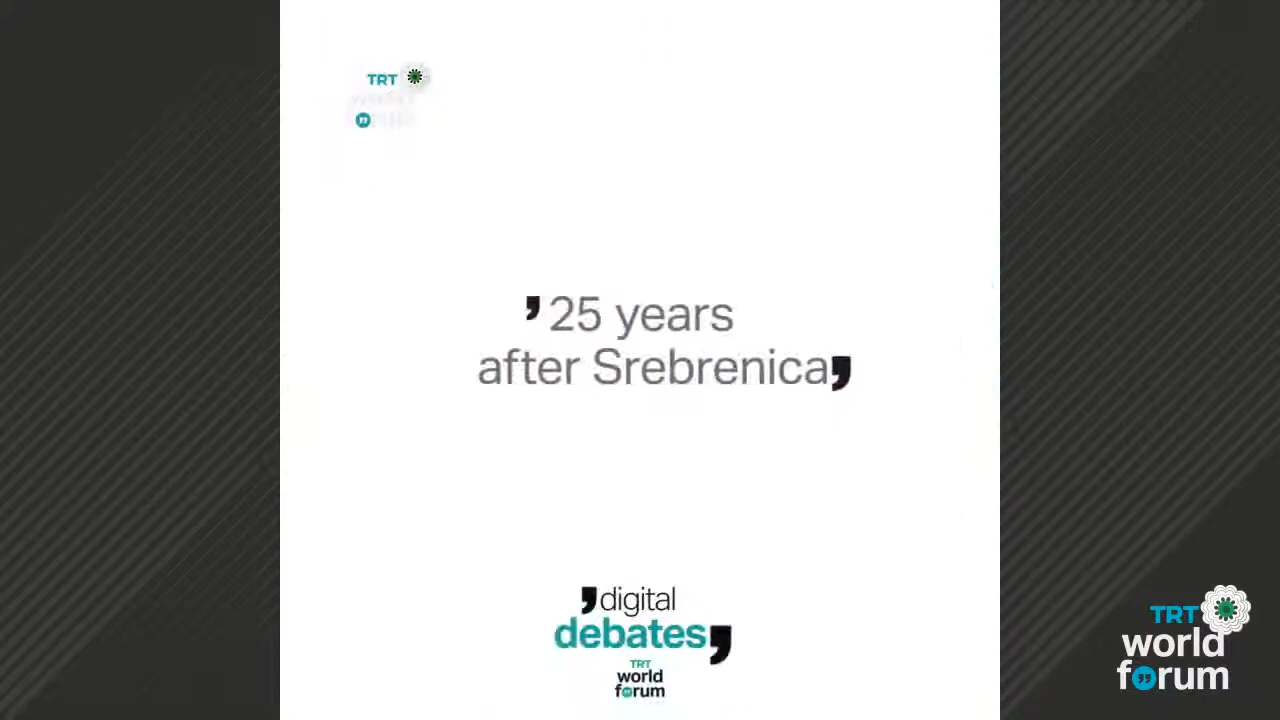 TRT
❜25 years
after Srebrenica❜
❜digital
debates❜
TRT
world
forum
TRT
world
forum